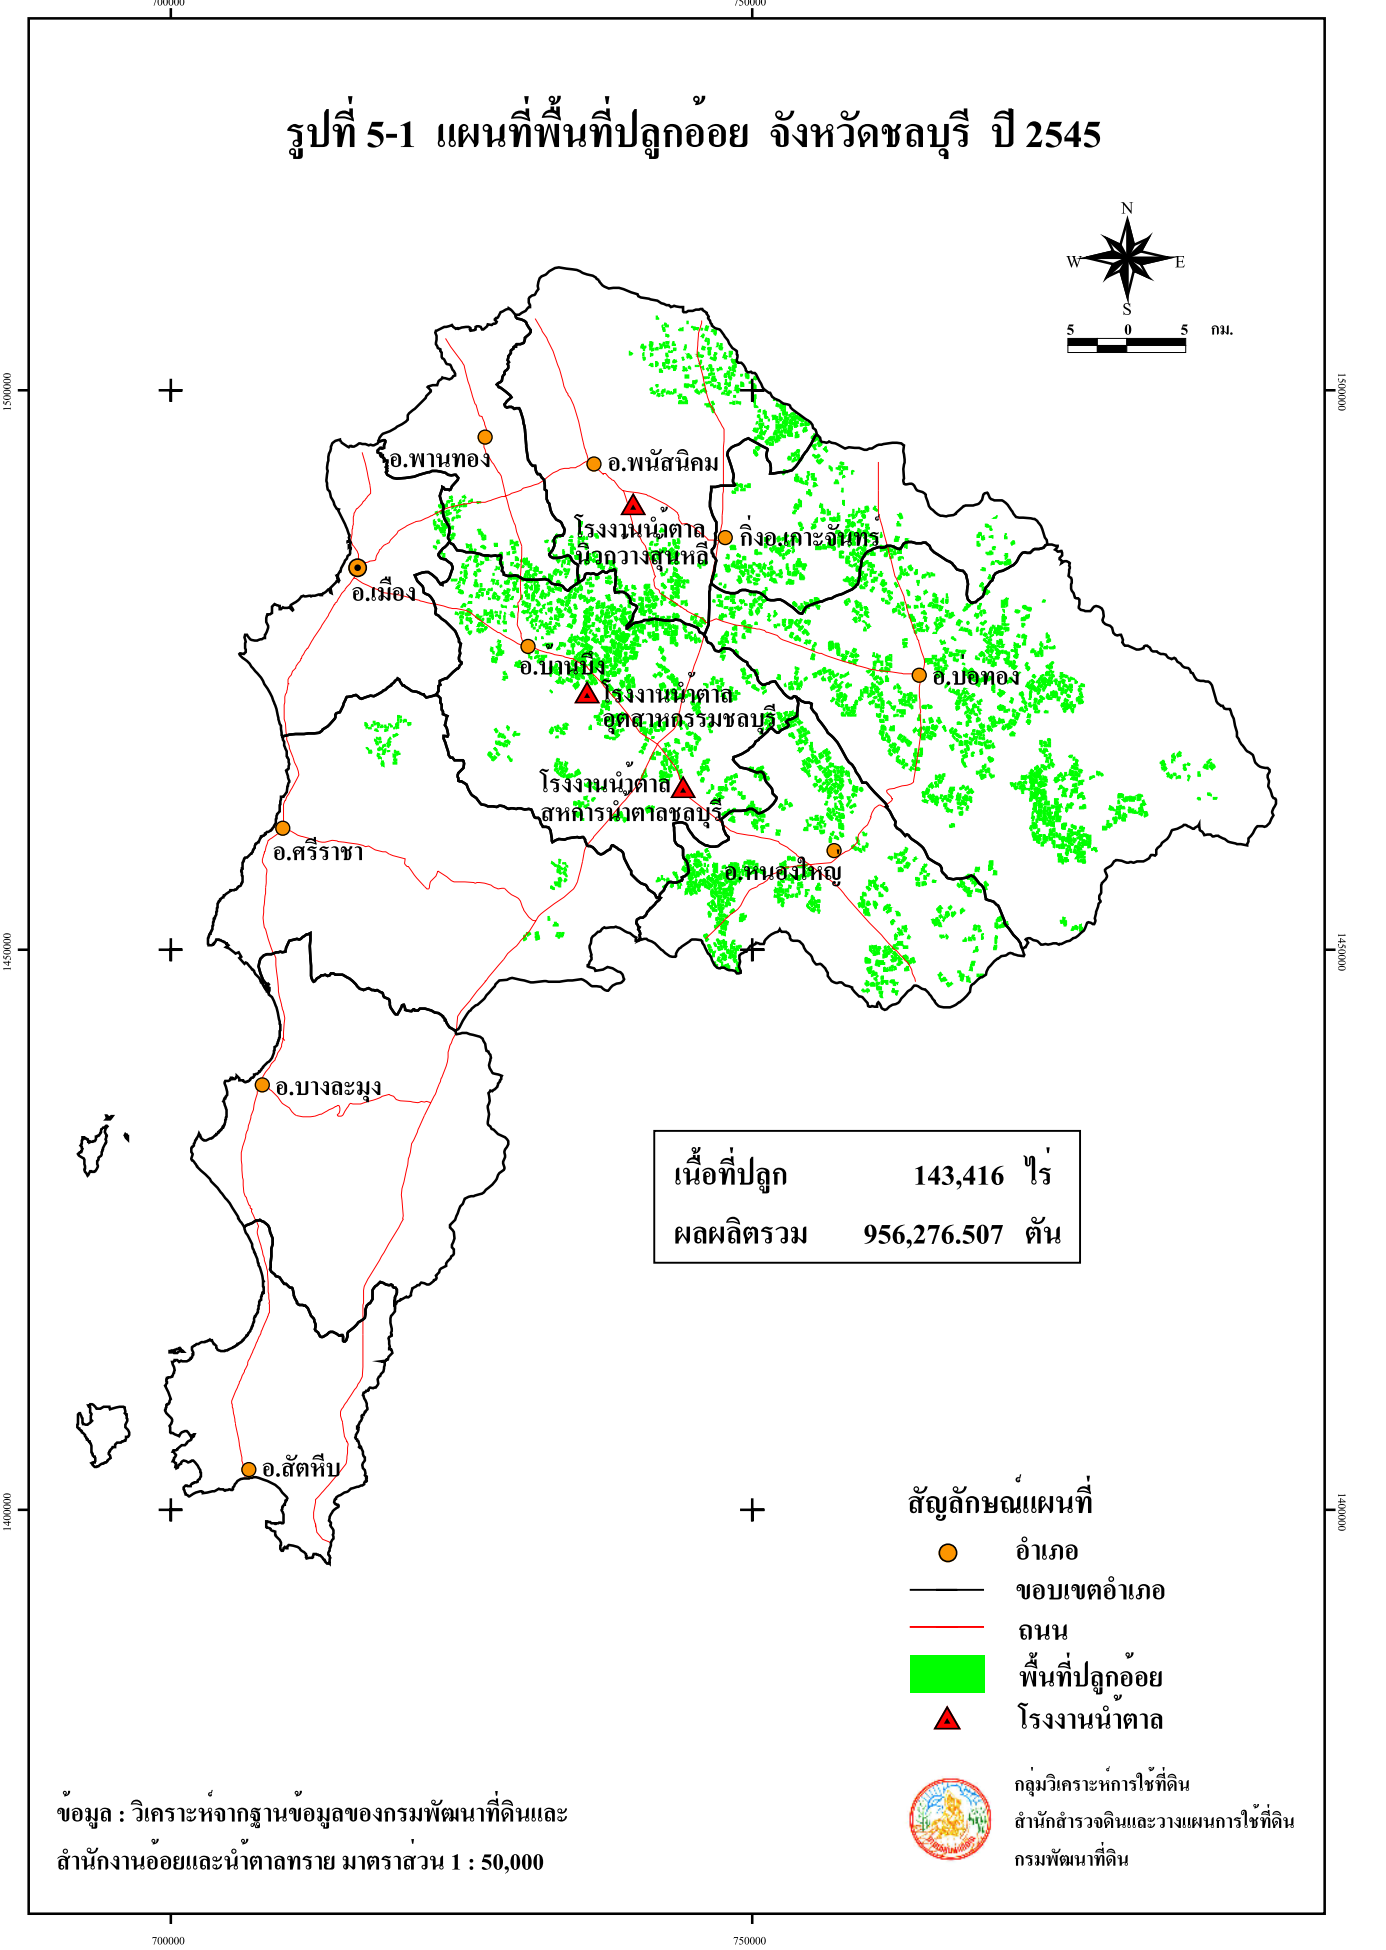 700000 750000
รูปที่ 5-1 แผนที่พื้นที่ปลูกอ้อย จังหวัดชลบุรี ปี 2545
N
W E
S
5 0 5 กม.
1500000 1500000
อ.พานทอง
อ.พนัสนิคม
โรงงานน้ำตาล
นิวกว้างสุ้นหลี
กิ่งอ.เกาะจันทร์
อ.เมือง
อ.บ้านบึง
โรงงานน้ำตาล
อุตสาหกรรมชลบุรี
อ.บ่อทอง
โรงงานน้ำตาล
สหการน้ำตาลชลบุรี
อ.ศรีราชา
อ.หนองใหญ่
1450000 1450000
อ.บางละมุง
เนื้อที่ปลูก 143,416 ไร่
ผลผลิตรวม 956,276.507 ตัน
อ.สัตหีบ
1400000 1400000
สัญลักษณ์แผนที่
อำเภอ
ขอบเขตอำเภอ
ถนน
พื้นที่ปลูกอ้อย
โรงงานน้ำตาล
กลุ่มวิเคราะห์การใช้ที่ดิน
สำนักสำรวจดินและวางแผนการใช้ที่ดิน
กรมพัฒนาที่ดิน
ข้อมูล : วิเคราะห์จากฐานข้อมูลของกรมพัฒนาที่ดินและ
สำนักงานอ้อยและน้ำตาลทราย มาตราส่วน 1 : 50,000
700000 750000